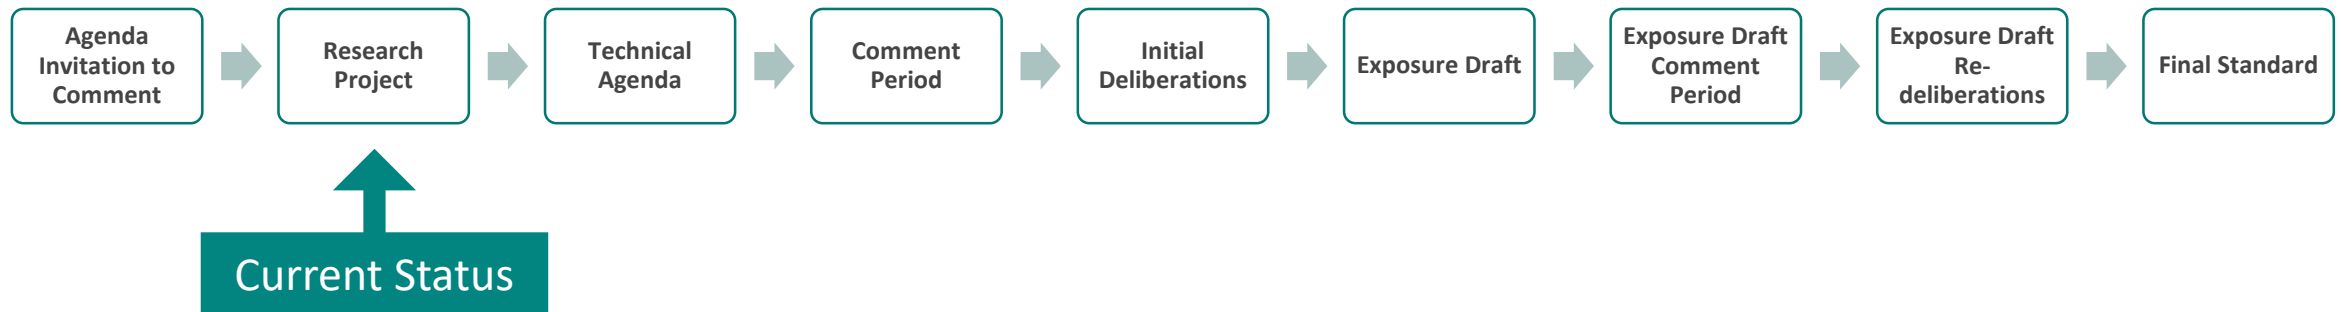 Agenda
Invitation to
Comment
Research
Project
Technical
Agenda
Comment
Period
Initial
Deliberations
Exposure Draft
Exposure Draft
Comment
Period
Exposure Draft
Re-
deliberations
Final Standard
Current Status